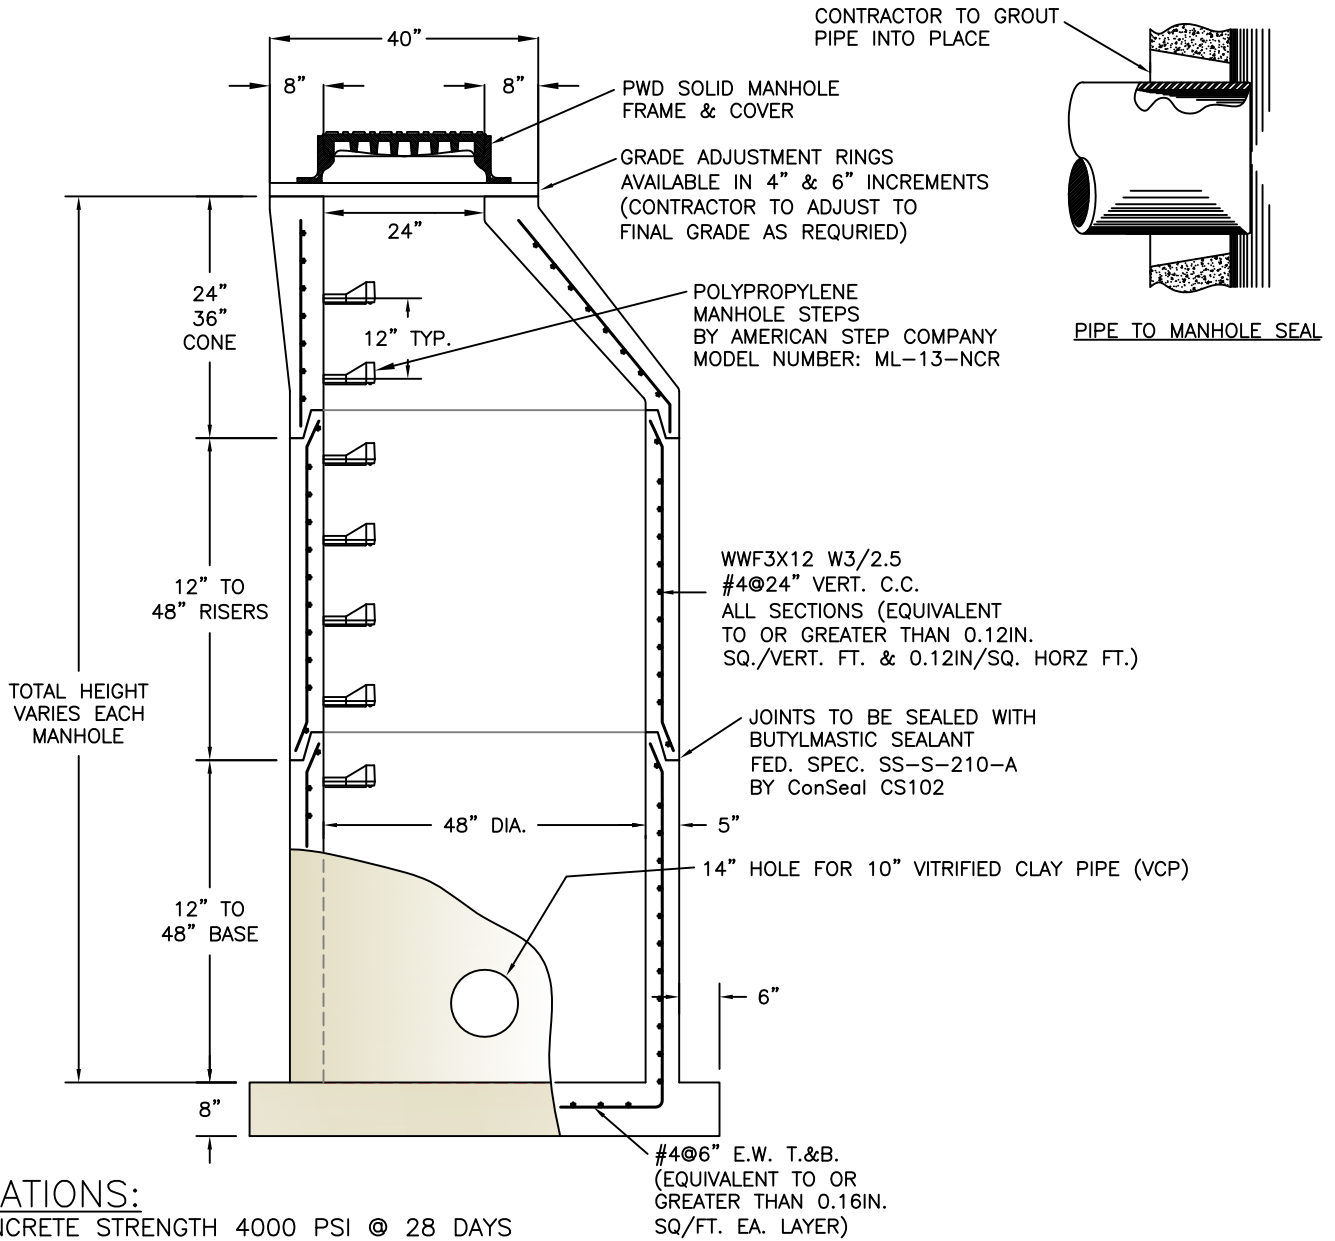 40”
8”
8”
PWD SOLID MANHOLE
FRAME & COVER
GRADE ADJUSTMENT RINGS
AVAILABLE IN 4” & 6” INCREMENTS
(CONTRACTOR TO ADJUST TO
FINAL GRADE AS REQURIED)
CONTRACTOR TO GROUT
PIPE INTO PLACE
PIPE TO MANHOLE SEAL
24”
24”
36”
CONE
12” TYP.
POLYPROPYLENE
MANHOLE STEPS
BY AMERICAN STEP COMPANY
MODEL NUMBER: ML-13-NCR
12” TO
48” RISERS
WWF3X12 W3/2.5
#4@24” VERT. C.C.
ALL SECTIONS (EQUIVALENT
TO OR GREATER THAN 0.12IN.
SQ./VERT. FT. & 0.12IN/SQ. HORZ FT.)
TOTAL HEIGHT
VARIES EACH
MANHOLE
JOINTS TO BE SEALED WITH
BUTYLMASTIC SEALANT
FED. SPEC. SS-S-210-A
BY ConSeal CS102
48” DIA.
5”
14” HOLE FOR 10” VITRIFIED CLAY PIPE (VCP)
12” TO
48” BASE
6”
8”
#4@6” E.W. T.&B.
(EQUIVALENT TO OR
GREATER THAN 0.16IN.
SQ/FT. EA. LAYER)
ATIONS:
NCRETE STRENGTH 4000 PSI @ 28 DAYS